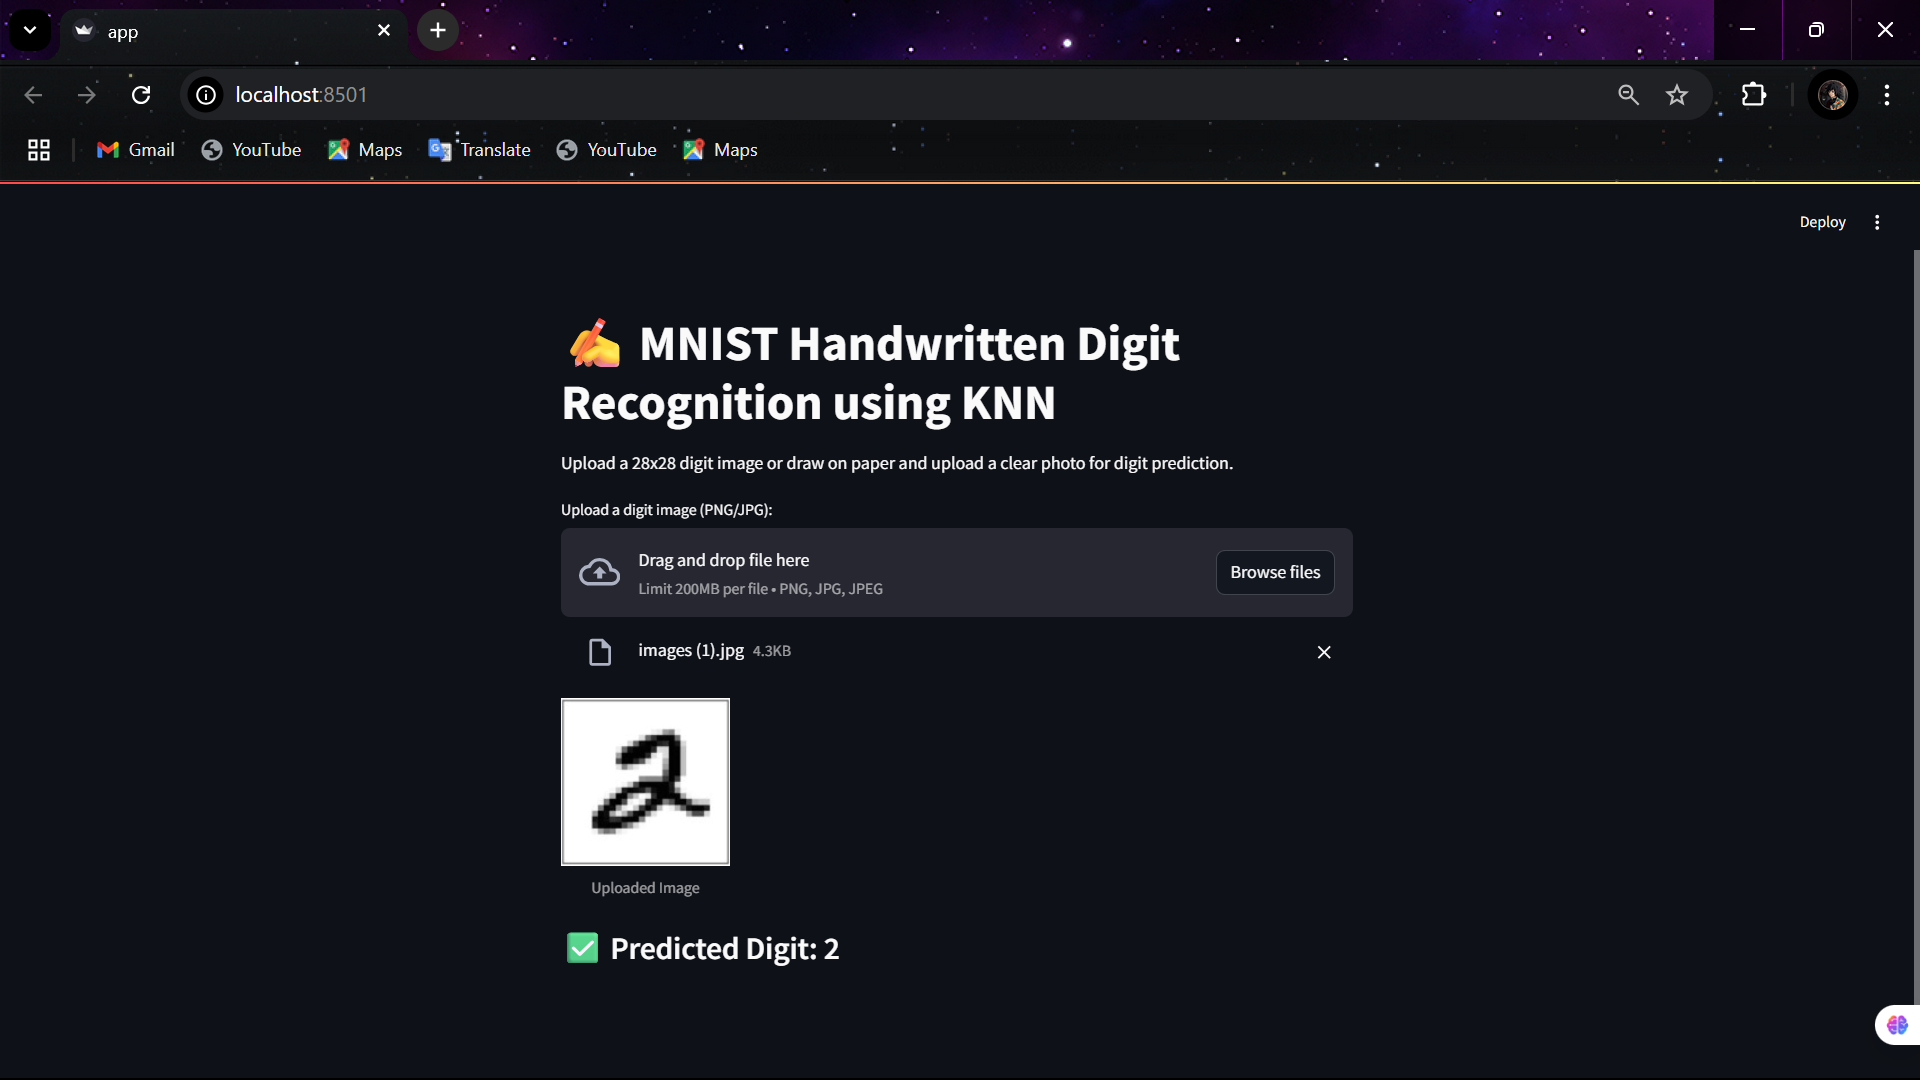 app
localhost:8501
Gmail YouTube Maps Translate YouTube Maps
Deploy
✍️ MNIST Handwritten Digit
Recognition using KNN
Upload a 28x28 digit image or draw on paper and upload a clear photo for digit prediction.
Upload a digit image (PNG/JPG):
Drag and drop file here
Limit 200MB per file • PNG, JPG, JPEG
Browse files
images (1).jpg 4.3KB
2
Uploaded Image
✅ Predicted Digit: 2